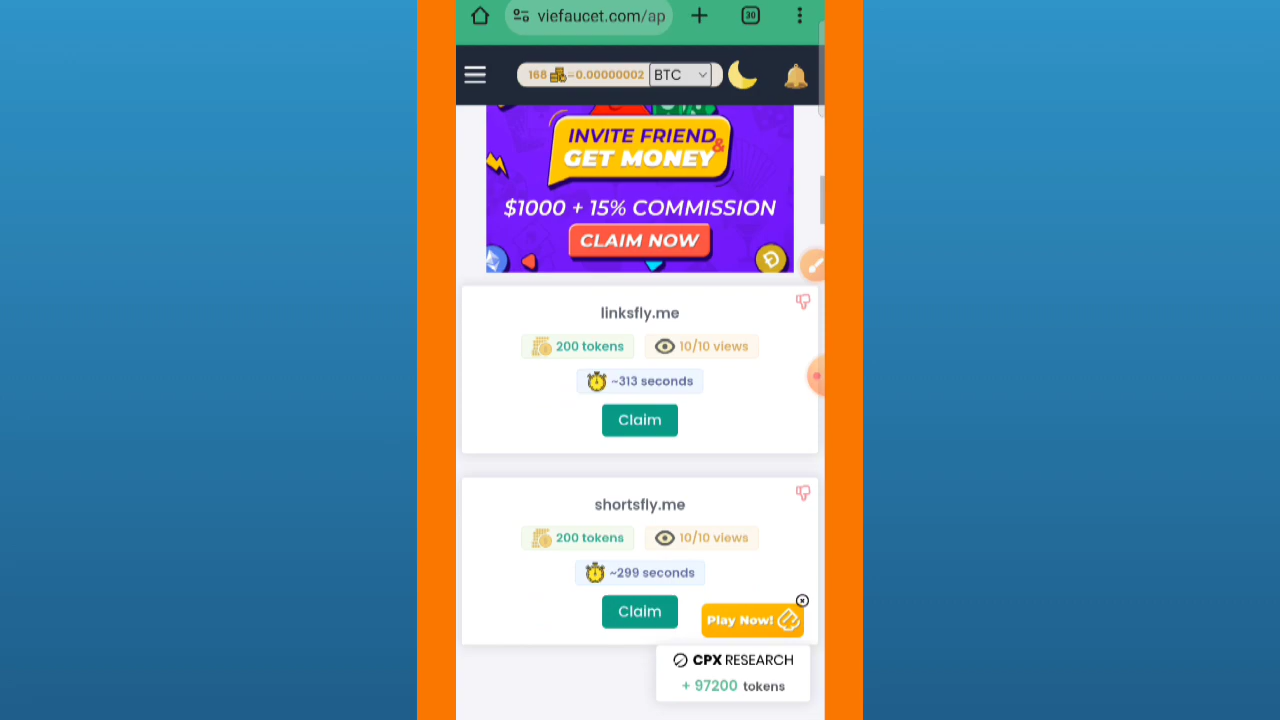 viefaucet.com/ap
30
168 =0.00000002 BTC
INVITE FRIEND &
GET MONEY
$1000 + 15% COMMISSION
CLAIM NOW
linksfly.me
200 tokens 10/10 views
~313 seconds
Claim
shortsfly.me
200 tokens 10/10 views
~299 seconds
Claim
Play Now!
CPX RESEARCH
+ 97200 tokens